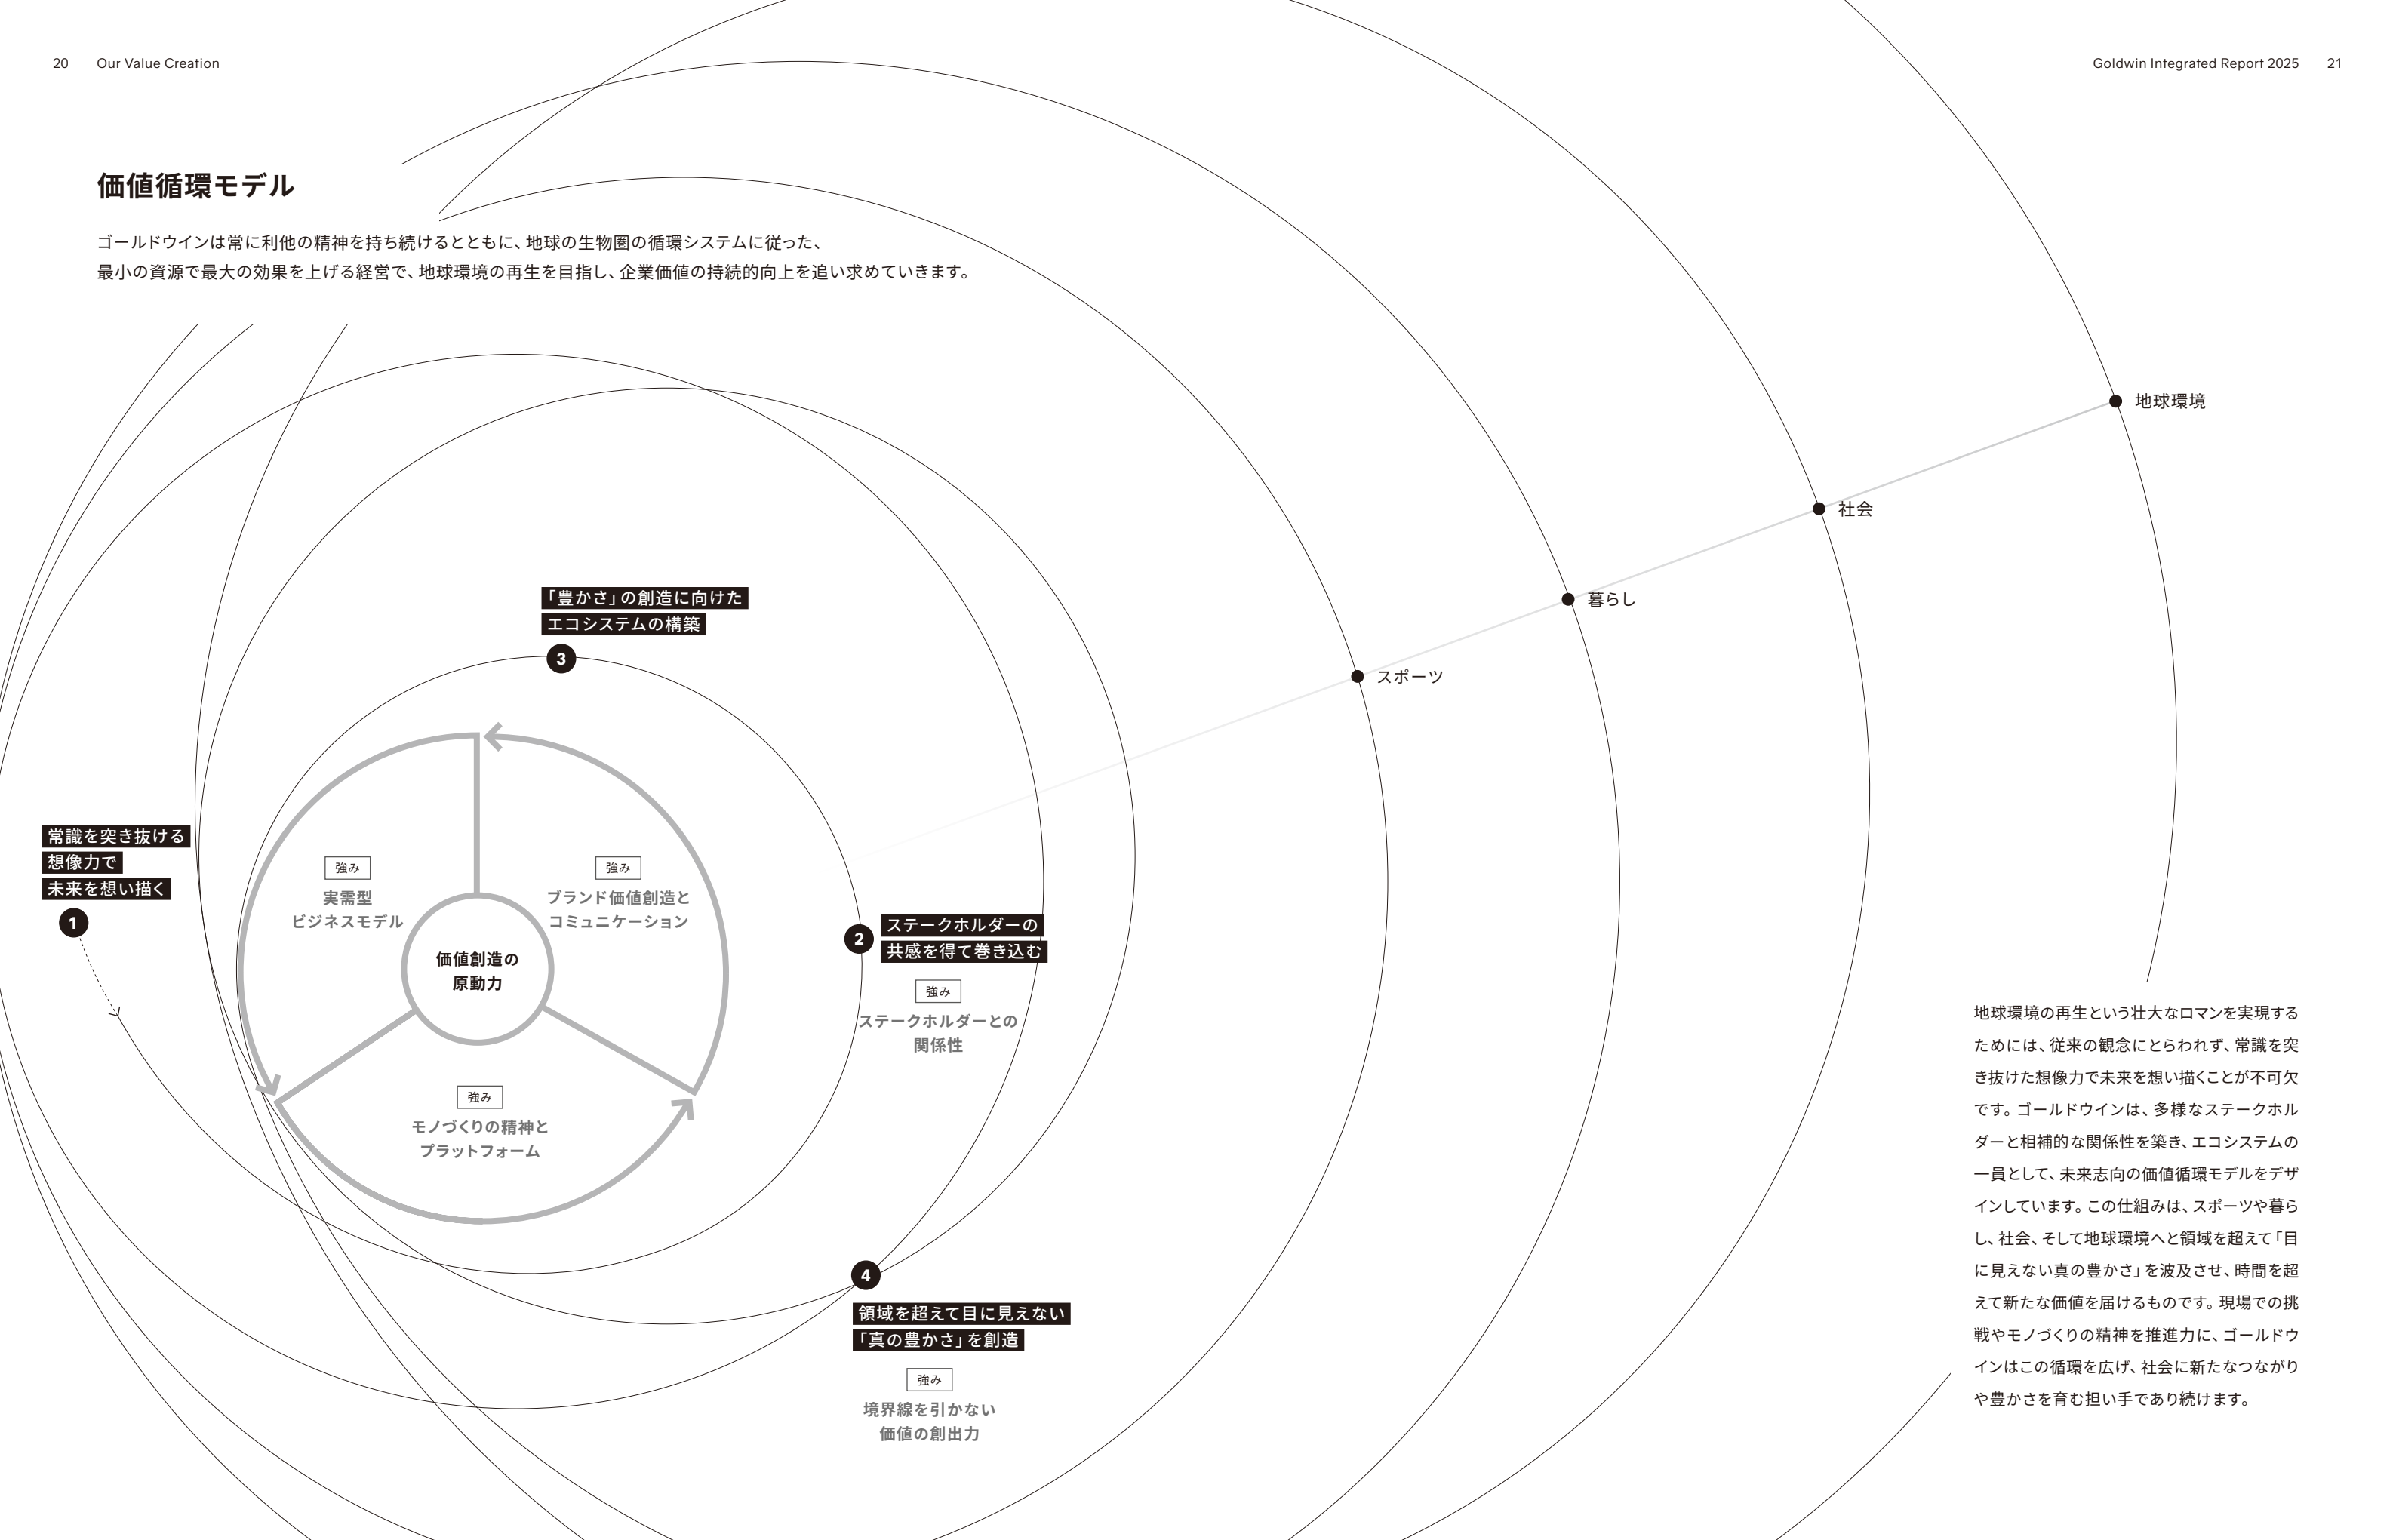 20 Our Value Creation
Goldwin Integrated Report 2025 21
価値循環モデル
ゴールドウインは常に利他の精神を持ち続けるとともに、地球の生物圏の循環システムに従った、
最小の資源で最大の効果を上げる経営で、地球環境の再生を目指し、企業価値の持続的向上を追い求めていきます。
地球環境
社会
暮らし
スポーツ
「豊かさ」の創造に向けた
エコシステムの構築
3
常識を突き抜ける
想像力で
未来を想い描く
1
強み
実需型
ビジネスモデル
強み
ブランド価値創造と
コミュニケーション
価値創造の
原動力
強み
モノづくりの精神と
プラットフォーム
2
ステークホルダーの
共感を得て巻き込む
強み
ステークホルダーとの
関係性
4
領域を超えて目に見えない
「真の豊かさ」を創造
強み
境界線を引かない
価値の創出力
地球環境の再生という壮大なロマンを実現する
ためには、従来の観念にとらわれず、常識を突
き抜けた想像力で未来を想い描くことが不可欠
です。ゴールドウインは、多様なステークホル
ダーと相補的な関係性を築き、エコシステムの
一員として、未来志向の価値循環モデルをデザ
インしています。この仕組みは、スポーツや暮ら
し、社会、そして地球環境へと領域を超えて「目
に見えない真の豊かさ」を波及させ、時間を超
えて新たな価値を届けるものです。現場での挑
戦やモノづくりの精神を推進力に、ゴールドウ
インはこの循環を広げ、社会に新たなつながり
や豊かさを育む担い手であり続けます。